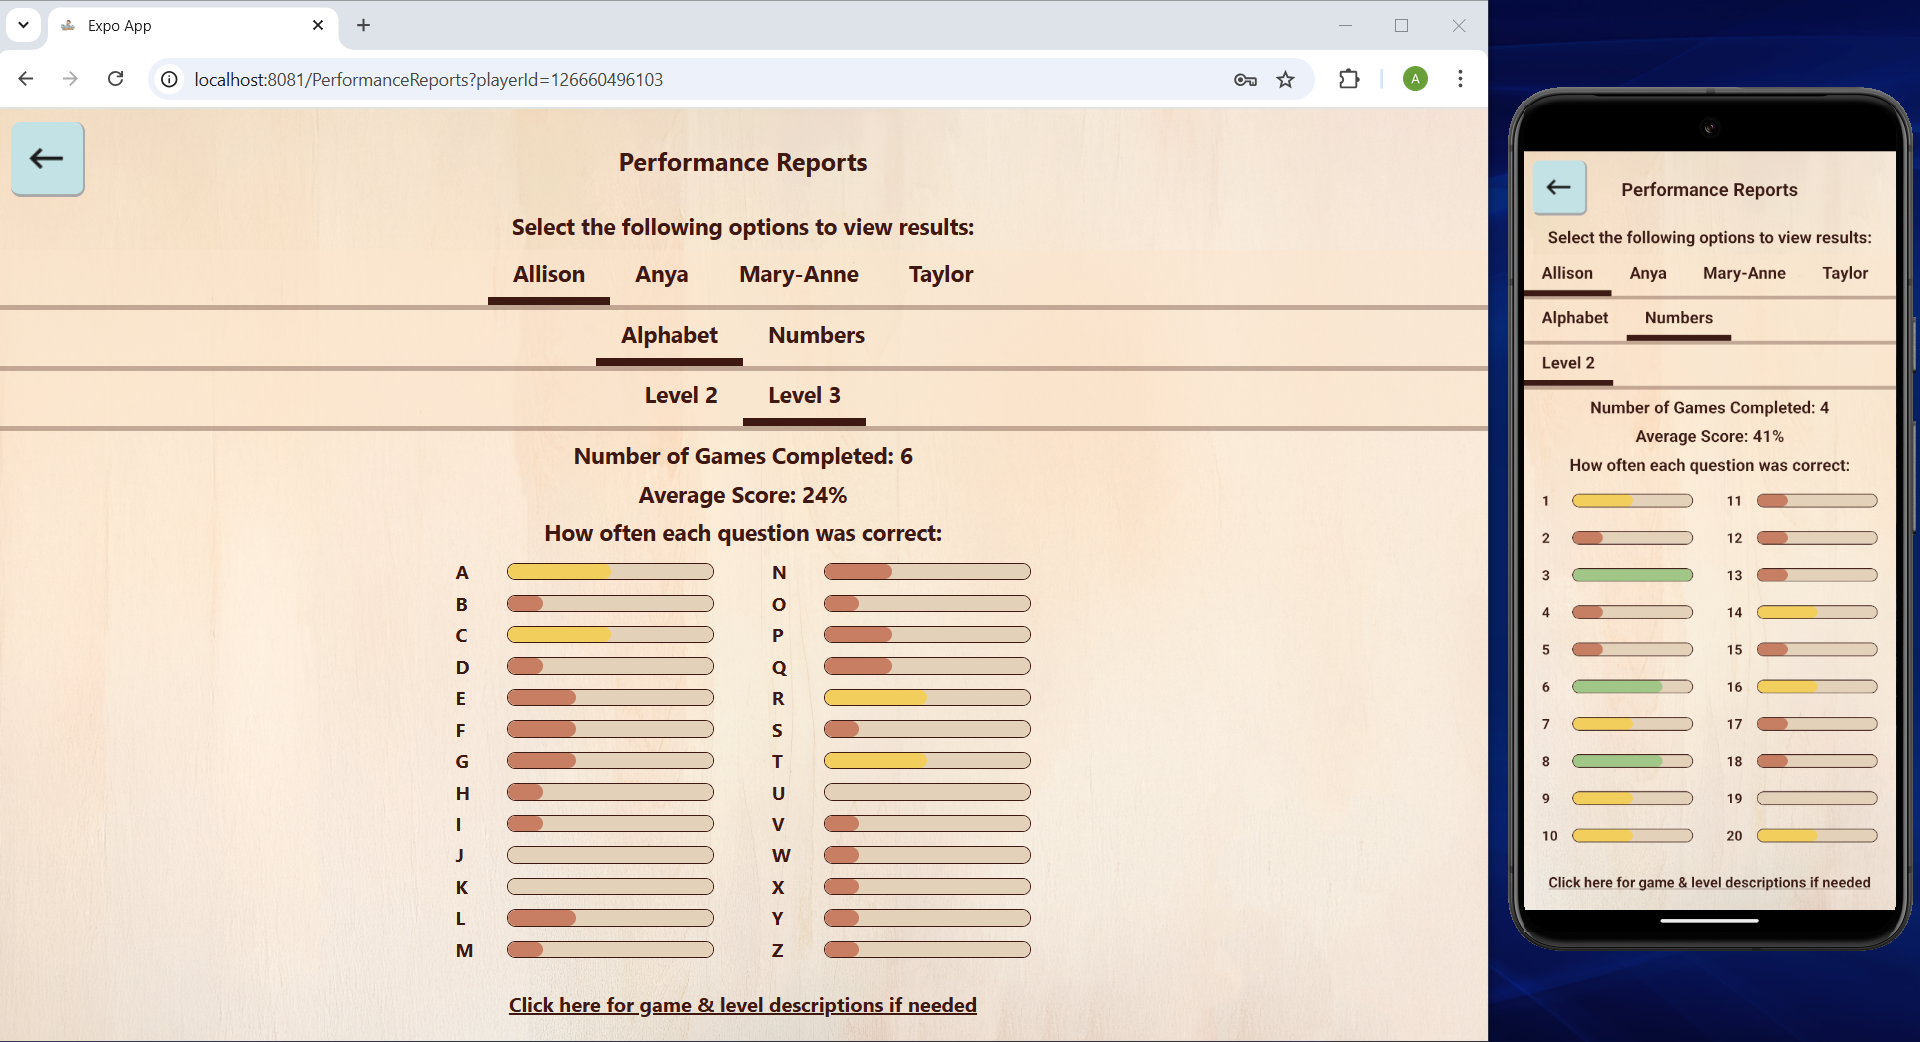 Expo App
localhost:8081/PerformanceReports?playerId=126660496103
A
Performance Reports
Select the following options to view results:
Allison Anya Mary-Anne Taylor
Alphabet Numbers
Level 2 Level 3
Number of Games Completed: 6
Average Score: 24%
How often each question was correct:
A N
B O
C P
D Q
E R
F S
G T
H U
I V
J W
K X
L Y
M Z
Click here for game & level descriptions if needed
Performance Reports
Select the following options to view results:
Allison Anya Mary-Anne Taylor
Alphabet Numbers
Level 2
Number of Games Completed: 4
Average Score: 41%
How often each question was correct:
1 11
2 12
3 13
4 14
5 15
6 16
7 17
8 18
9 19
10 20
Click here for game & level descriptions if needed